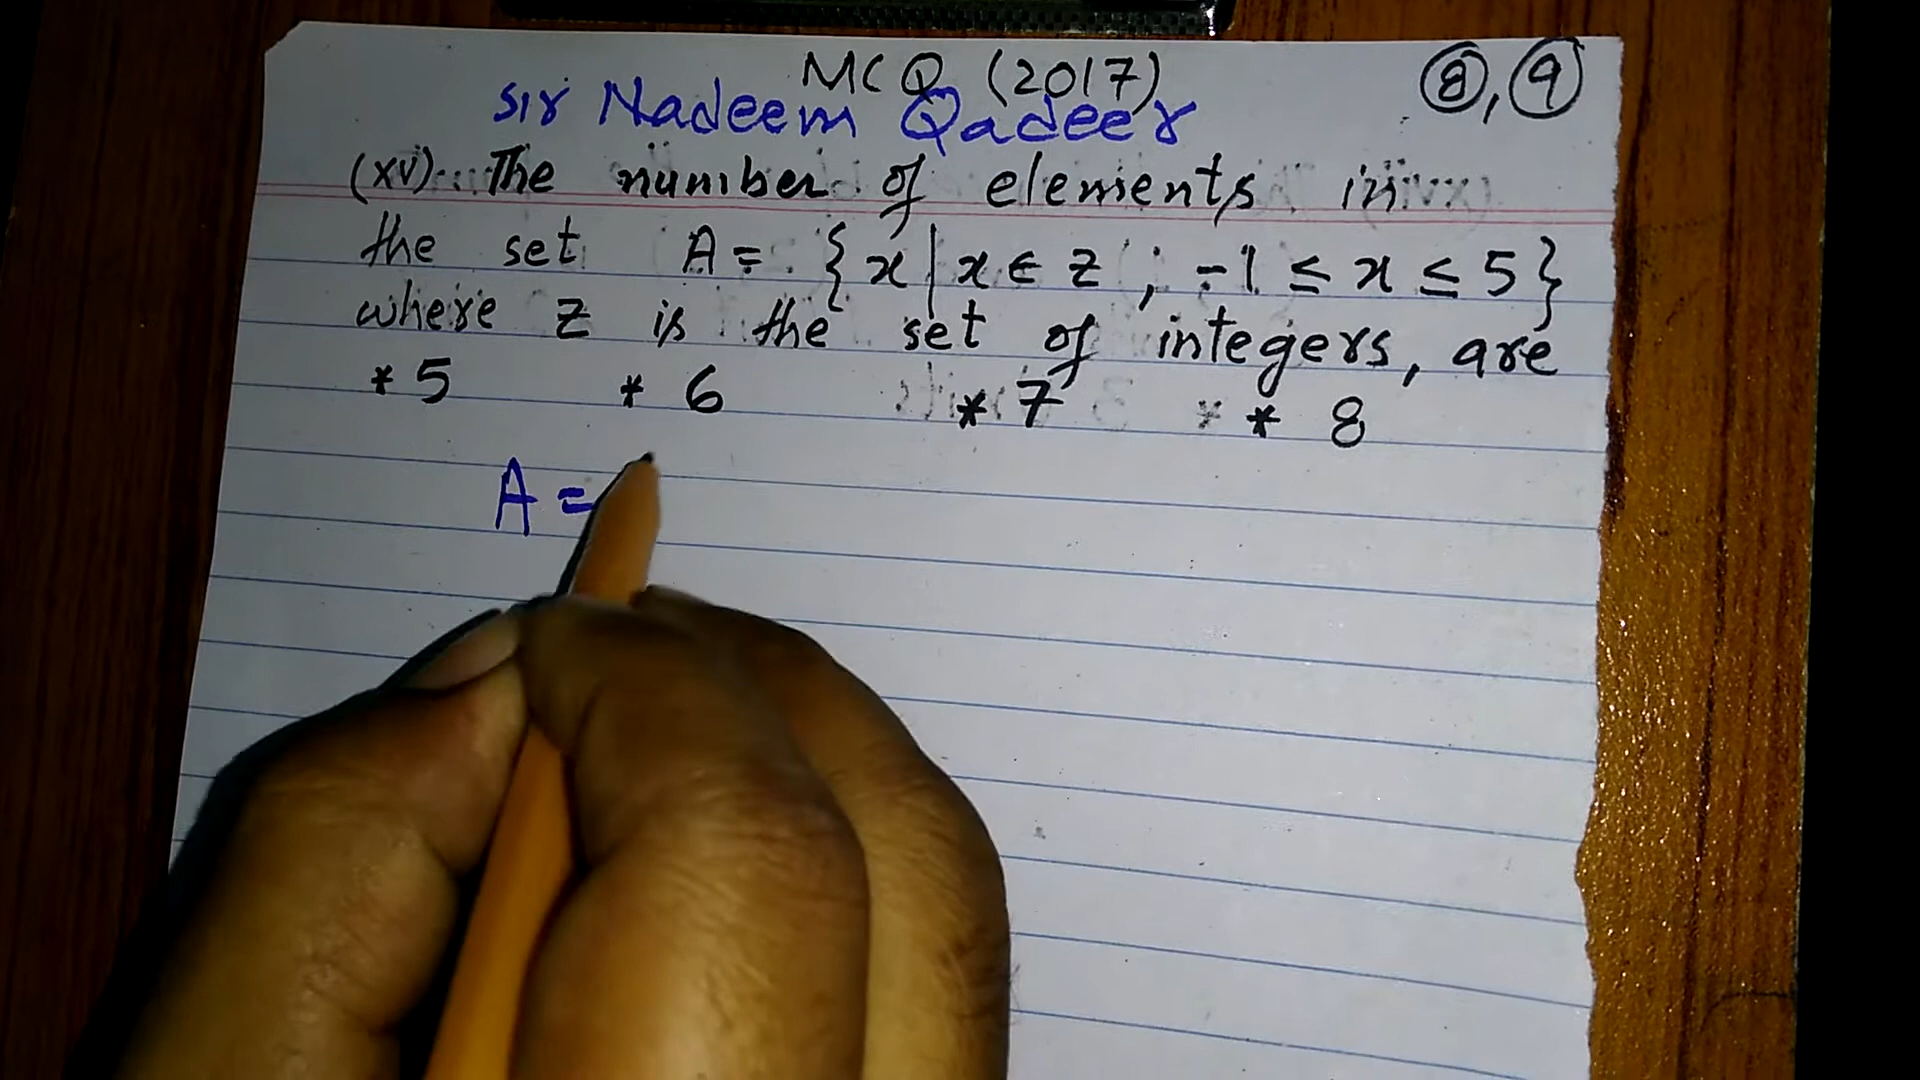 MCQ (2017)
8, 9
Sir Nadeem Qadeer
(xv) The number of elements in
the set A = {x | x ∈ Z ; -1 ≤ x ≤ 5}
where Z is the set of integers, are
* 5 * 6 * 7 * 8
A =